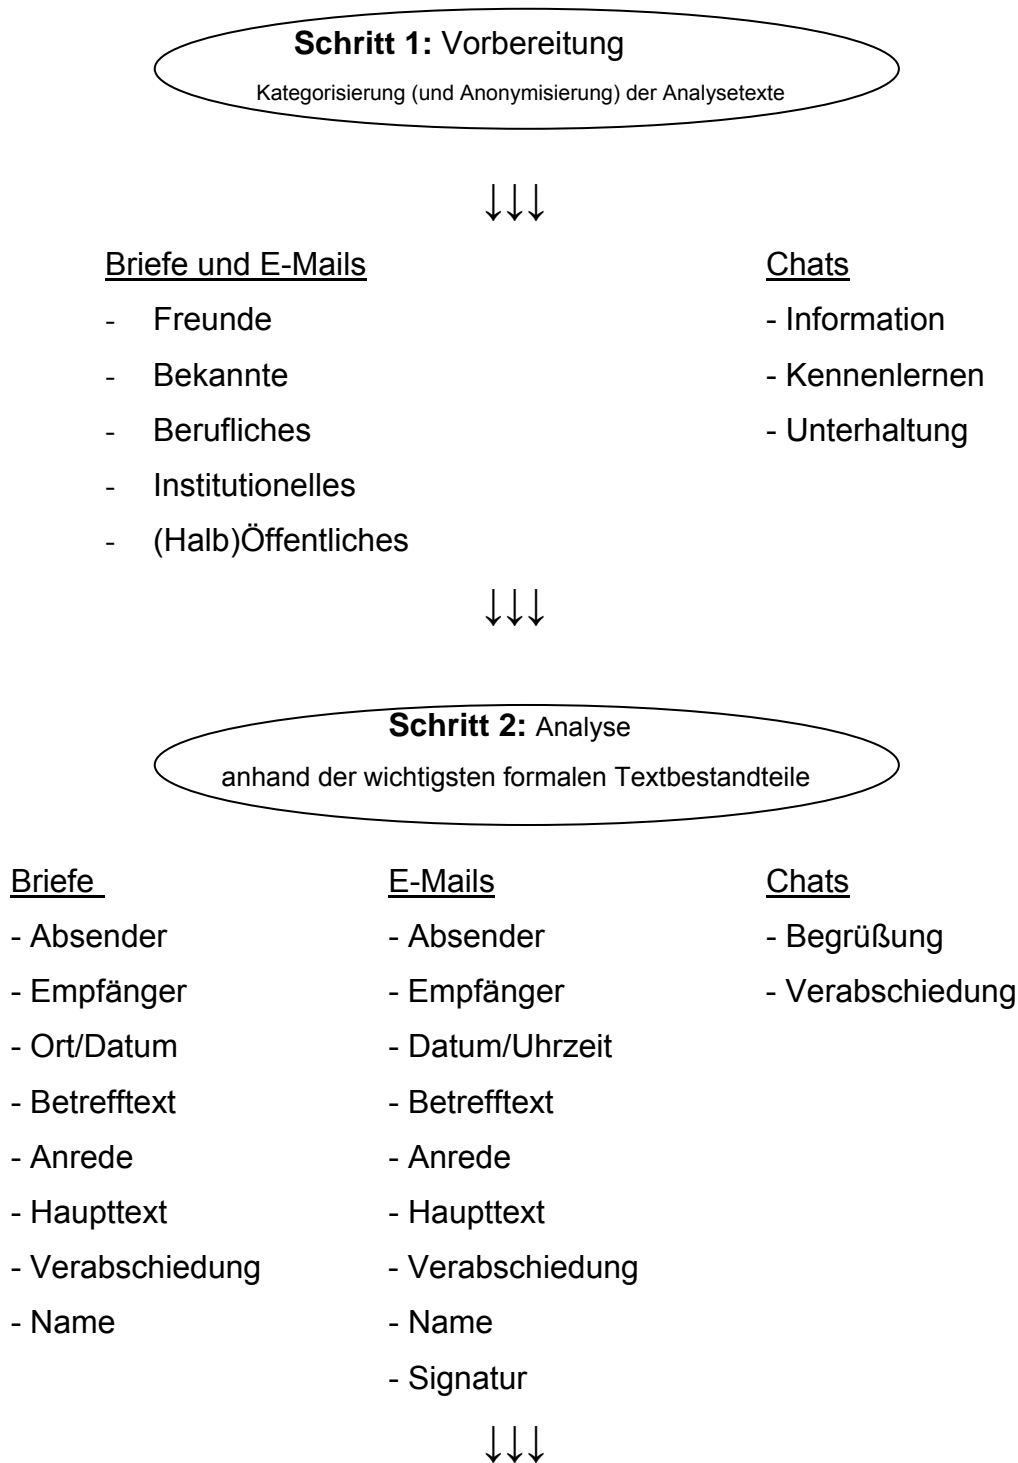 Schritt 1: Vorbereitung
Kategorisierung (und Anonymisierung) der Analysetexte
↓↓↓
Briefe und E-Mails Chats
- Freunde - Information
- Bekannte - Kennenlernen
- Berufliches - Unterhaltung
- Institutionelles
- (Halb)Öffentliches
↓↓↓
Schritt 2: Analyse
anhand der wichtigsten formalen Textbestandteile
Briefe E-Mails Chats
- Absender - Absender - Begrüßung
- Empfänger - Empfänger - Verabschiedung
- Ort/Datum - Datum/Uhrzeit
- Betrefftext - Betrefftext
- Anrede - Anrede
- Haupttext - Haupttext
- Verabschiedung - Verabschiedung
- Name - Name
- Signatur
↓↓↓